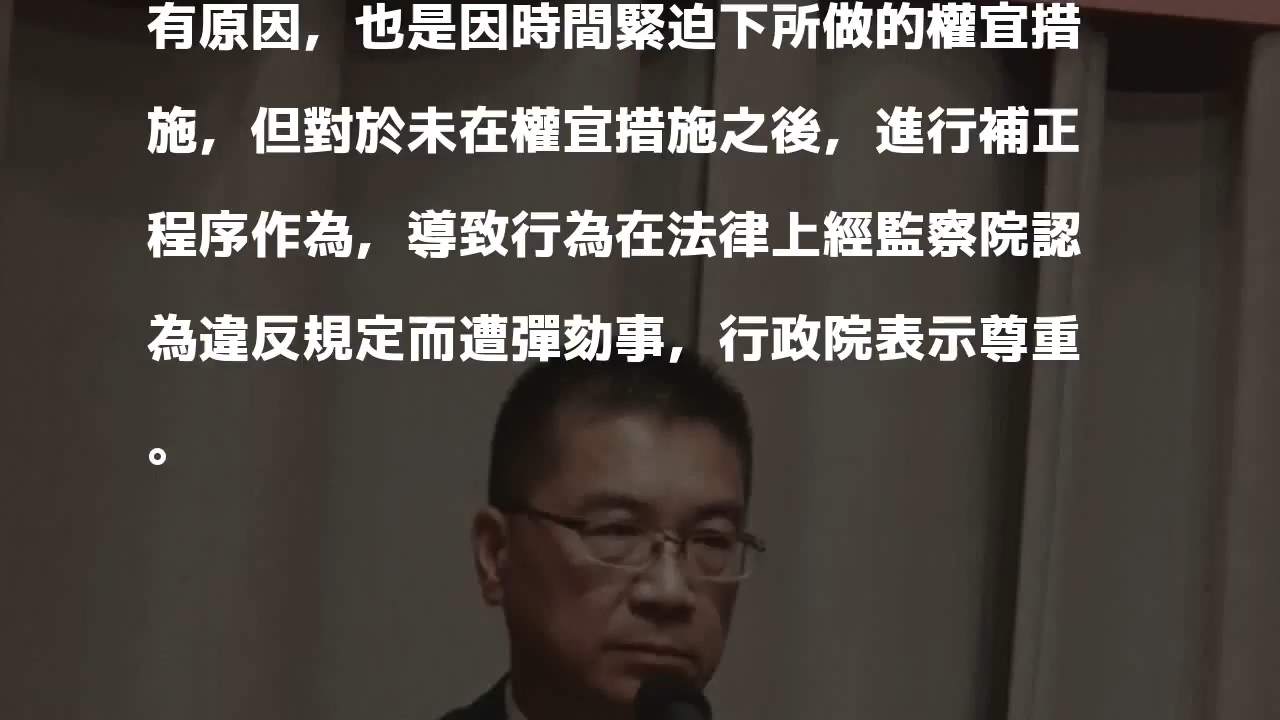 有原因，也是因時間緊迫下所做的權宜措
施，但對於未在權宜措施之後，進行補正
程序作為，導致行為在法律上經監察院認
為違反規定而遭彈劾事，行政院表示尊重
。